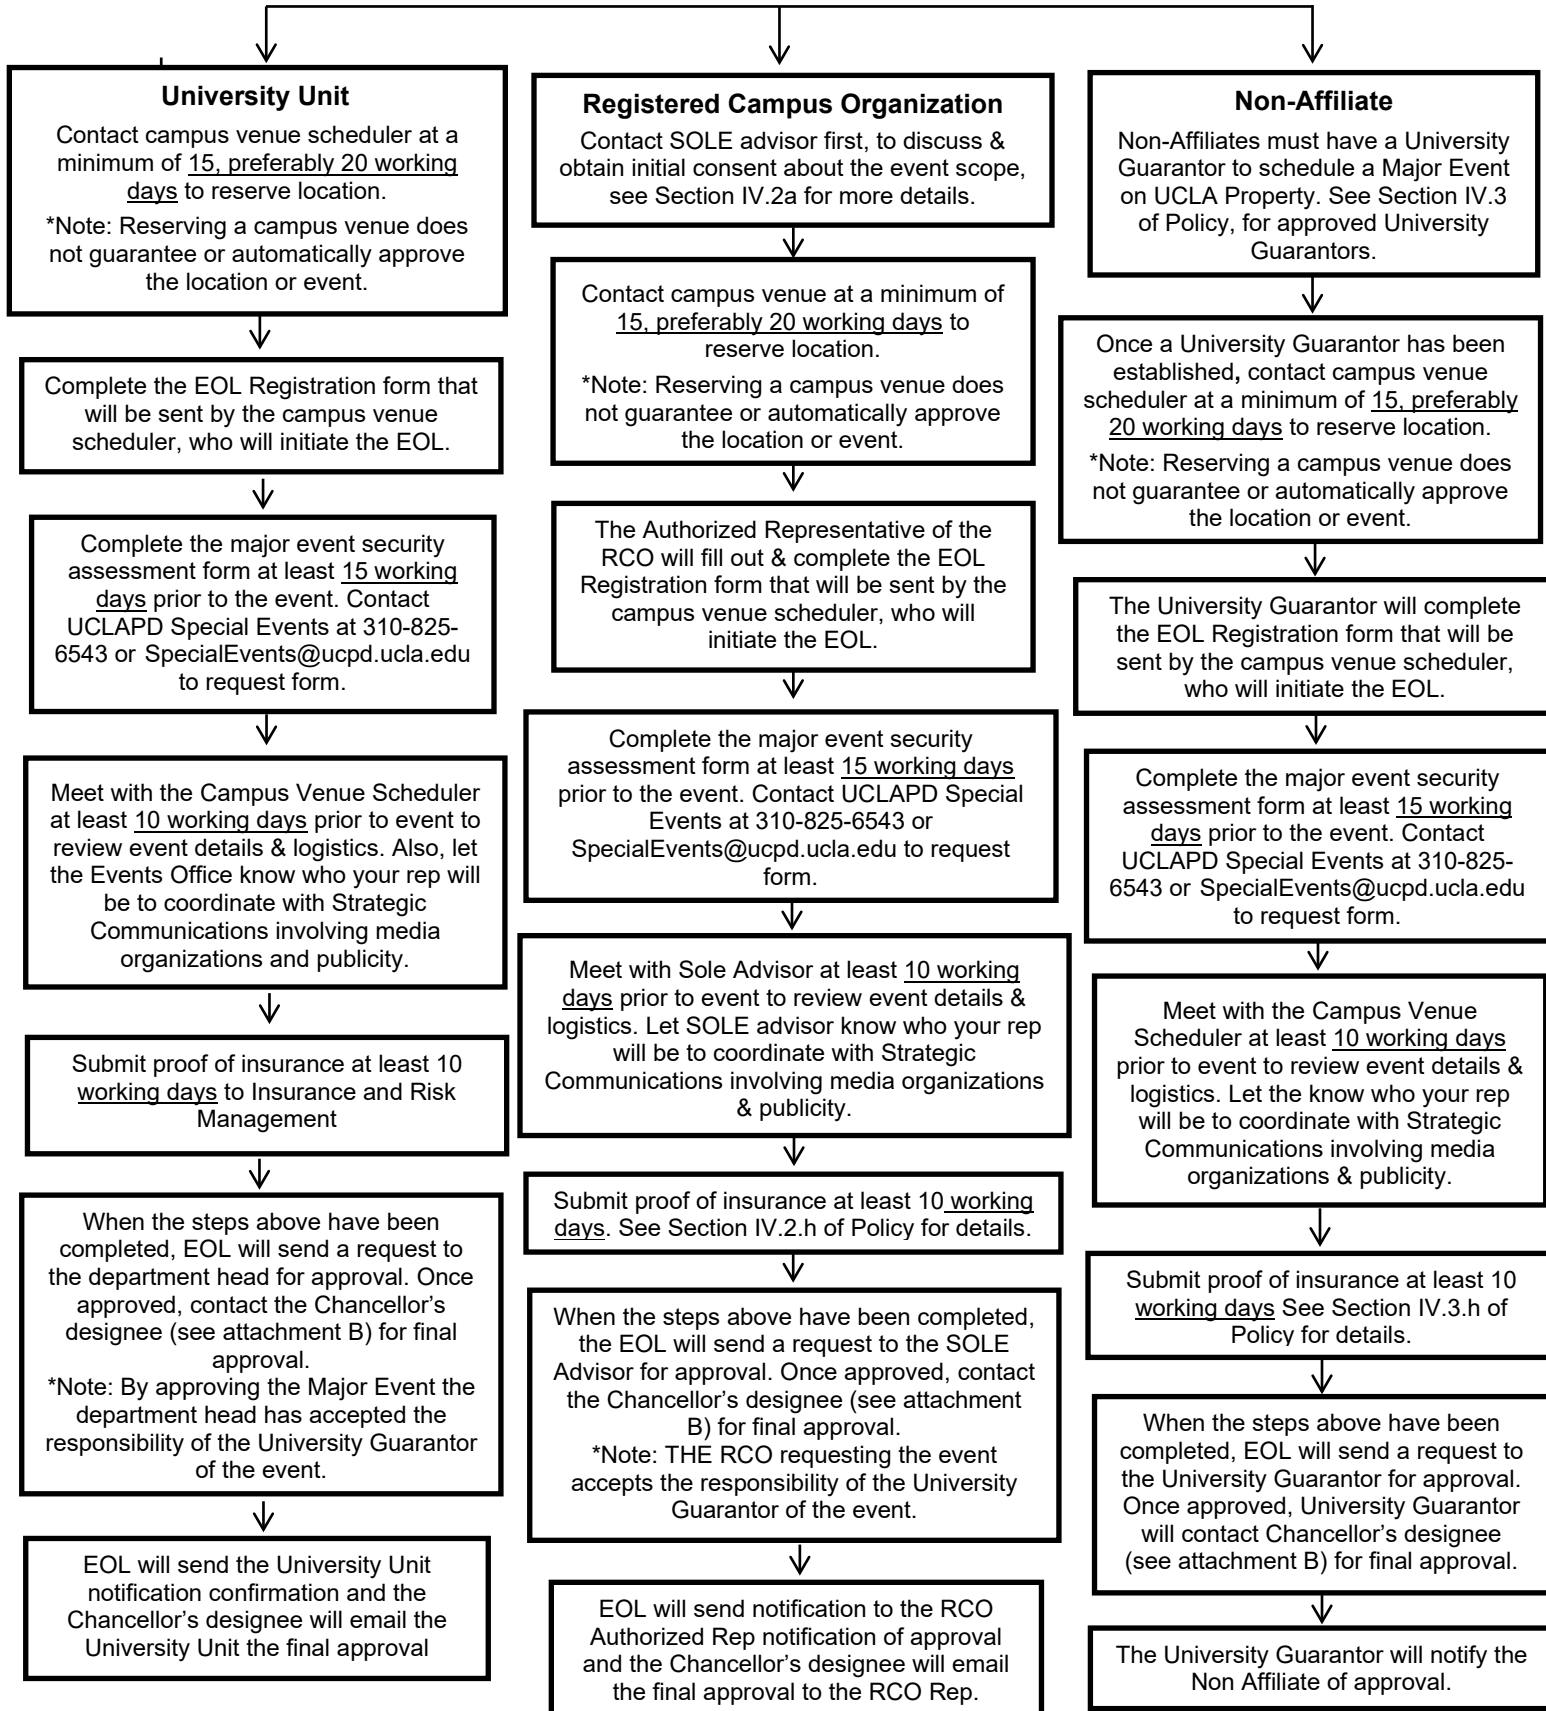 University Unit
Contact campus venue scheduler at a
minimum of 15, preferably 20 working
days to reserve location.
*Note: Reserving a campus venue does
not guarantee or automatically approve
the location or event.
Complete the EOL Registration form that
will be sent by the campus venue
scheduler, who will initiate the EOL.
Complete the major event security
assessment form at least 15 working
days prior to the event. Contact
UCLAPD Special Events at 310-825-
6543 or SpecialEvents@ucpd.ucla.edu
to request form.
Meet with the Campus Venue Scheduler
at least 10 working days prior to event to
review event details & logistics. Also, let
the Events Office know who your rep will
be to coordinate with Strategic
Communications involving media
organizations and publicity.
Submit proof of insurance at least 10
working days to Insurance and Risk
Management
When the steps above have been
completed, EOL will send a request to
the department head for approval. Once
approved, contact the Chancellor's
designee (see attachment B) for final
approval.
*Note: By approving the Major Event the
department head has accepted the
responsibility of the University Guarantor
of the event.
EOL will send the University Unit
notification confirmation and the
Chancellor's designee will email the
University Unit the final approval
Registered Campus Organization
Contact SOLE advisor first, to discuss &
obtain initial consent about the event scope,
see Section IV.2a for more details.
Contact campus venue at a minimum of
15, preferably 20 working days to
reserve location.
*Note: Reserving a campus venue does
not guarantee or automatically approve
the location or event.
The Authorized Representative of the
RCO will fill out & complete the EOL
Registration form that will be sent by the
campus venue scheduler, who will
initiate the EOL.
Complete the major event security
assessment form at least 15 working days
prior to the event. Contact UCLAPD Special
Events at 310-825-6543 or
SpecialEvents@ucpd.ucla.edu to request
form.
Meet with Sole Advisor at least 10 working
days prior to event to review event details &
logistics. Let SOLE advisor know who your rep
will be to coordinate with Strategic
Communications involving media organizations
& publicity.
Submit proof of insurance at least 10 working
days. See Section IV.2.h of Policy for details.
When the steps above have been completed,
the EOL will send a request to the SOLE
Advisor for approval. Once approved, contact
the Chancellor's designee (see attachment
B) for final approval.
*Note: THE RCO requesting the event
accepts the responsibility of the University
Guarantor of the event.
EOL will send notification to the RCO
Authorized Rep notification of approval
and the Chancellor's designee will email
the final approval to the RCO Rep.
Non-Affiliate
Non-Affiliates must have a University
Guarantor to schedule a Major Event
on UCLA Property. See Section IV.3
of Policy, for approved University
Guarantors.
Once a University Guarantor has been
established, contact campus venue
scheduler at a minimum of 15, preferably
20 working days to reserve location.
*Note: Reserving a campus venue does
not guarantee or automatically approve
the location or event.
The University Guarantor will complete
the EOL Registration form that will be
sent by the campus venue scheduler,
who will initiate the EOL.
Complete the major event security
assessment form at least 15 working
days prior to the event. Contact
UCLAPD Special Events at 310-825-
6543 or SpecialEvents@ucpd.ucla.edu
to request form.
Meet with the Campus Venue
Scheduler at least 10 working days
prior to event to review event details &
logistics. Let the know who your rep
will be to coordinate with Strategic
Communications involving media
organizations & publicity.
Submit proof of insurance at least 10
working days See Section IV.3.h of
Policy for details.
When the steps above have been
completed, EOL will send a request to
the University Guarantor for approval.
Once approved, University Guarantor
will contact Chancellor's designee
(see attachment B) for final approval.
The University Guarantor will notify the
Non Affiliate of approval.